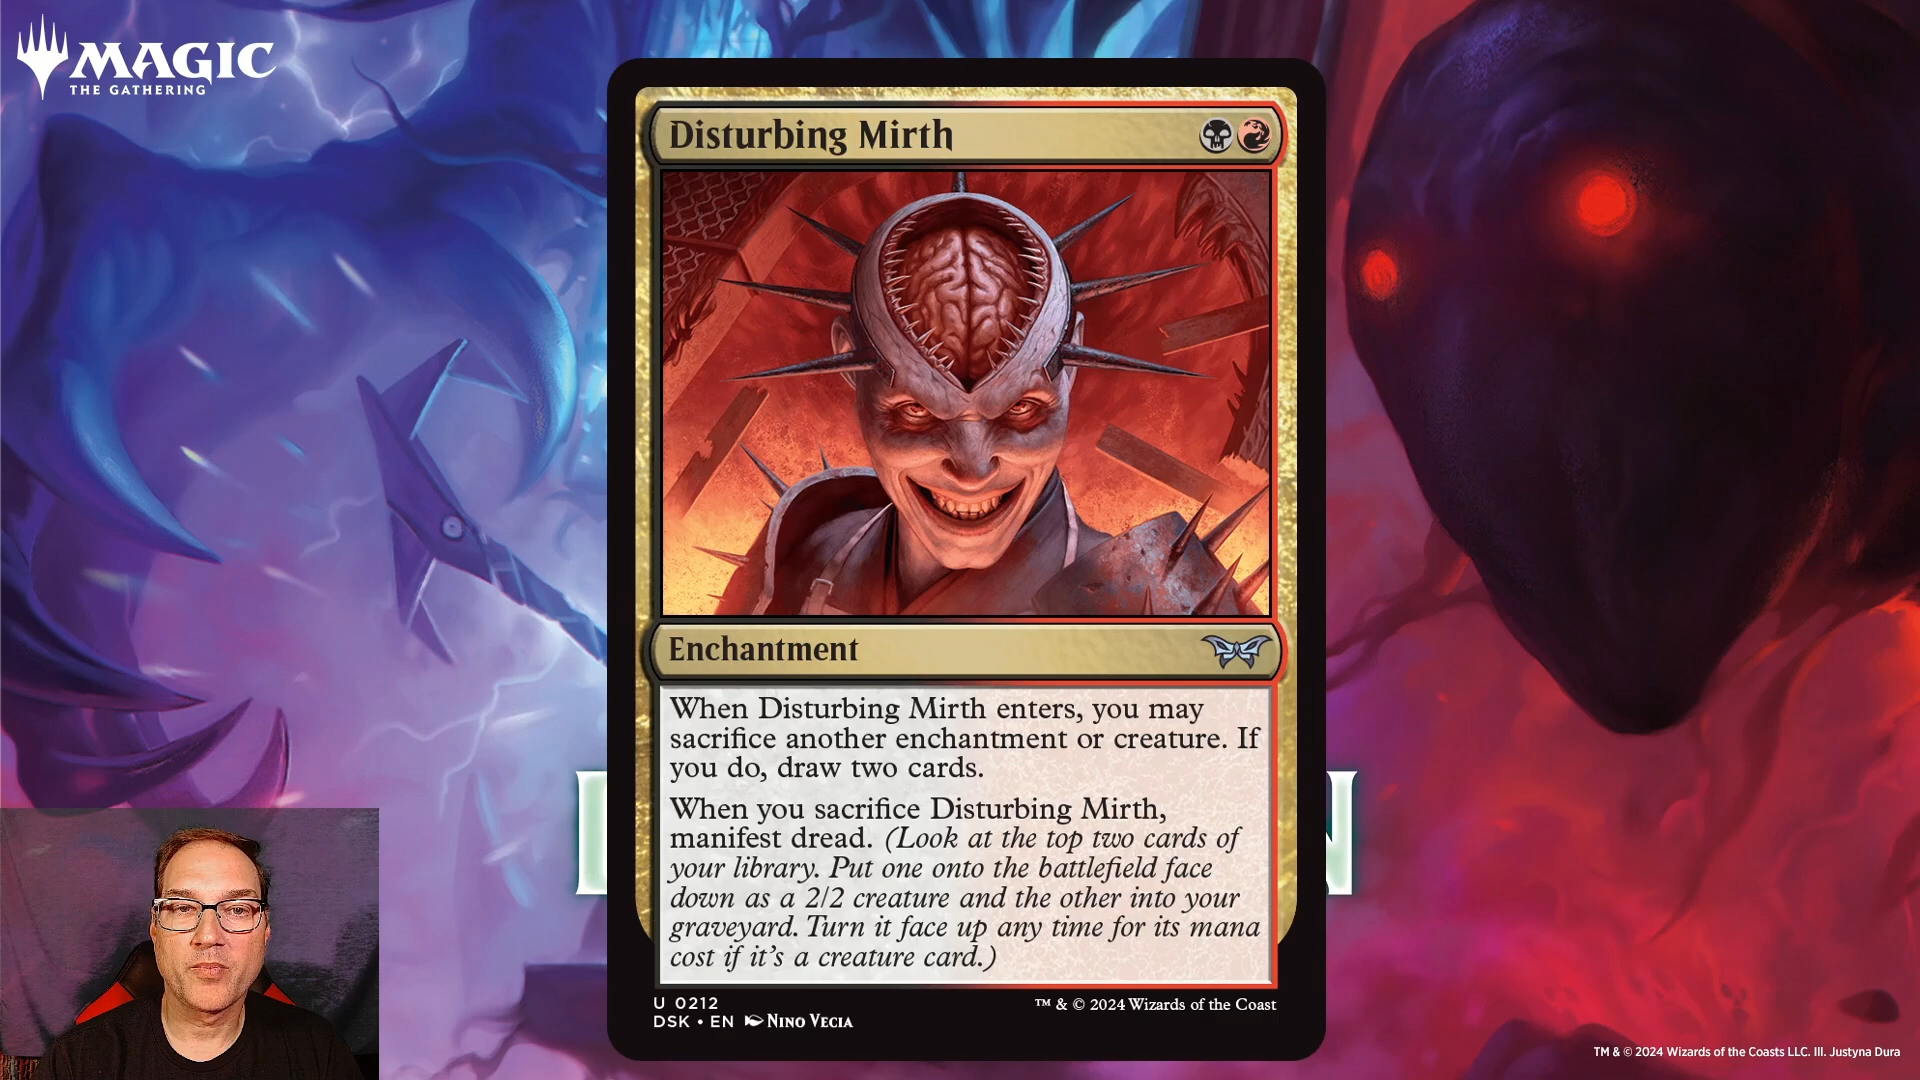 MAGIC
THE GATHERING
Disturbing Mirth
Enchantment
When Disturbing Mirth enters, you may
sacrifice another enchantment or creature. If
you do, draw two cards.
When you sacrifice Disturbing Mirth,
manifest dread. (Look at the top two cards of
your library. Put one onto the battlefield face
down as a 2/2 creature and the other into your
graveyard. Turn it face up any time for its mana
cost if it's a creature card.)
U 0212
DSK • EN Nino Vecia
™ & © 2024 Wizards of the Coast
TM & © 2024 Wizards of the Coasts LLC. Ill. Justyna Dura